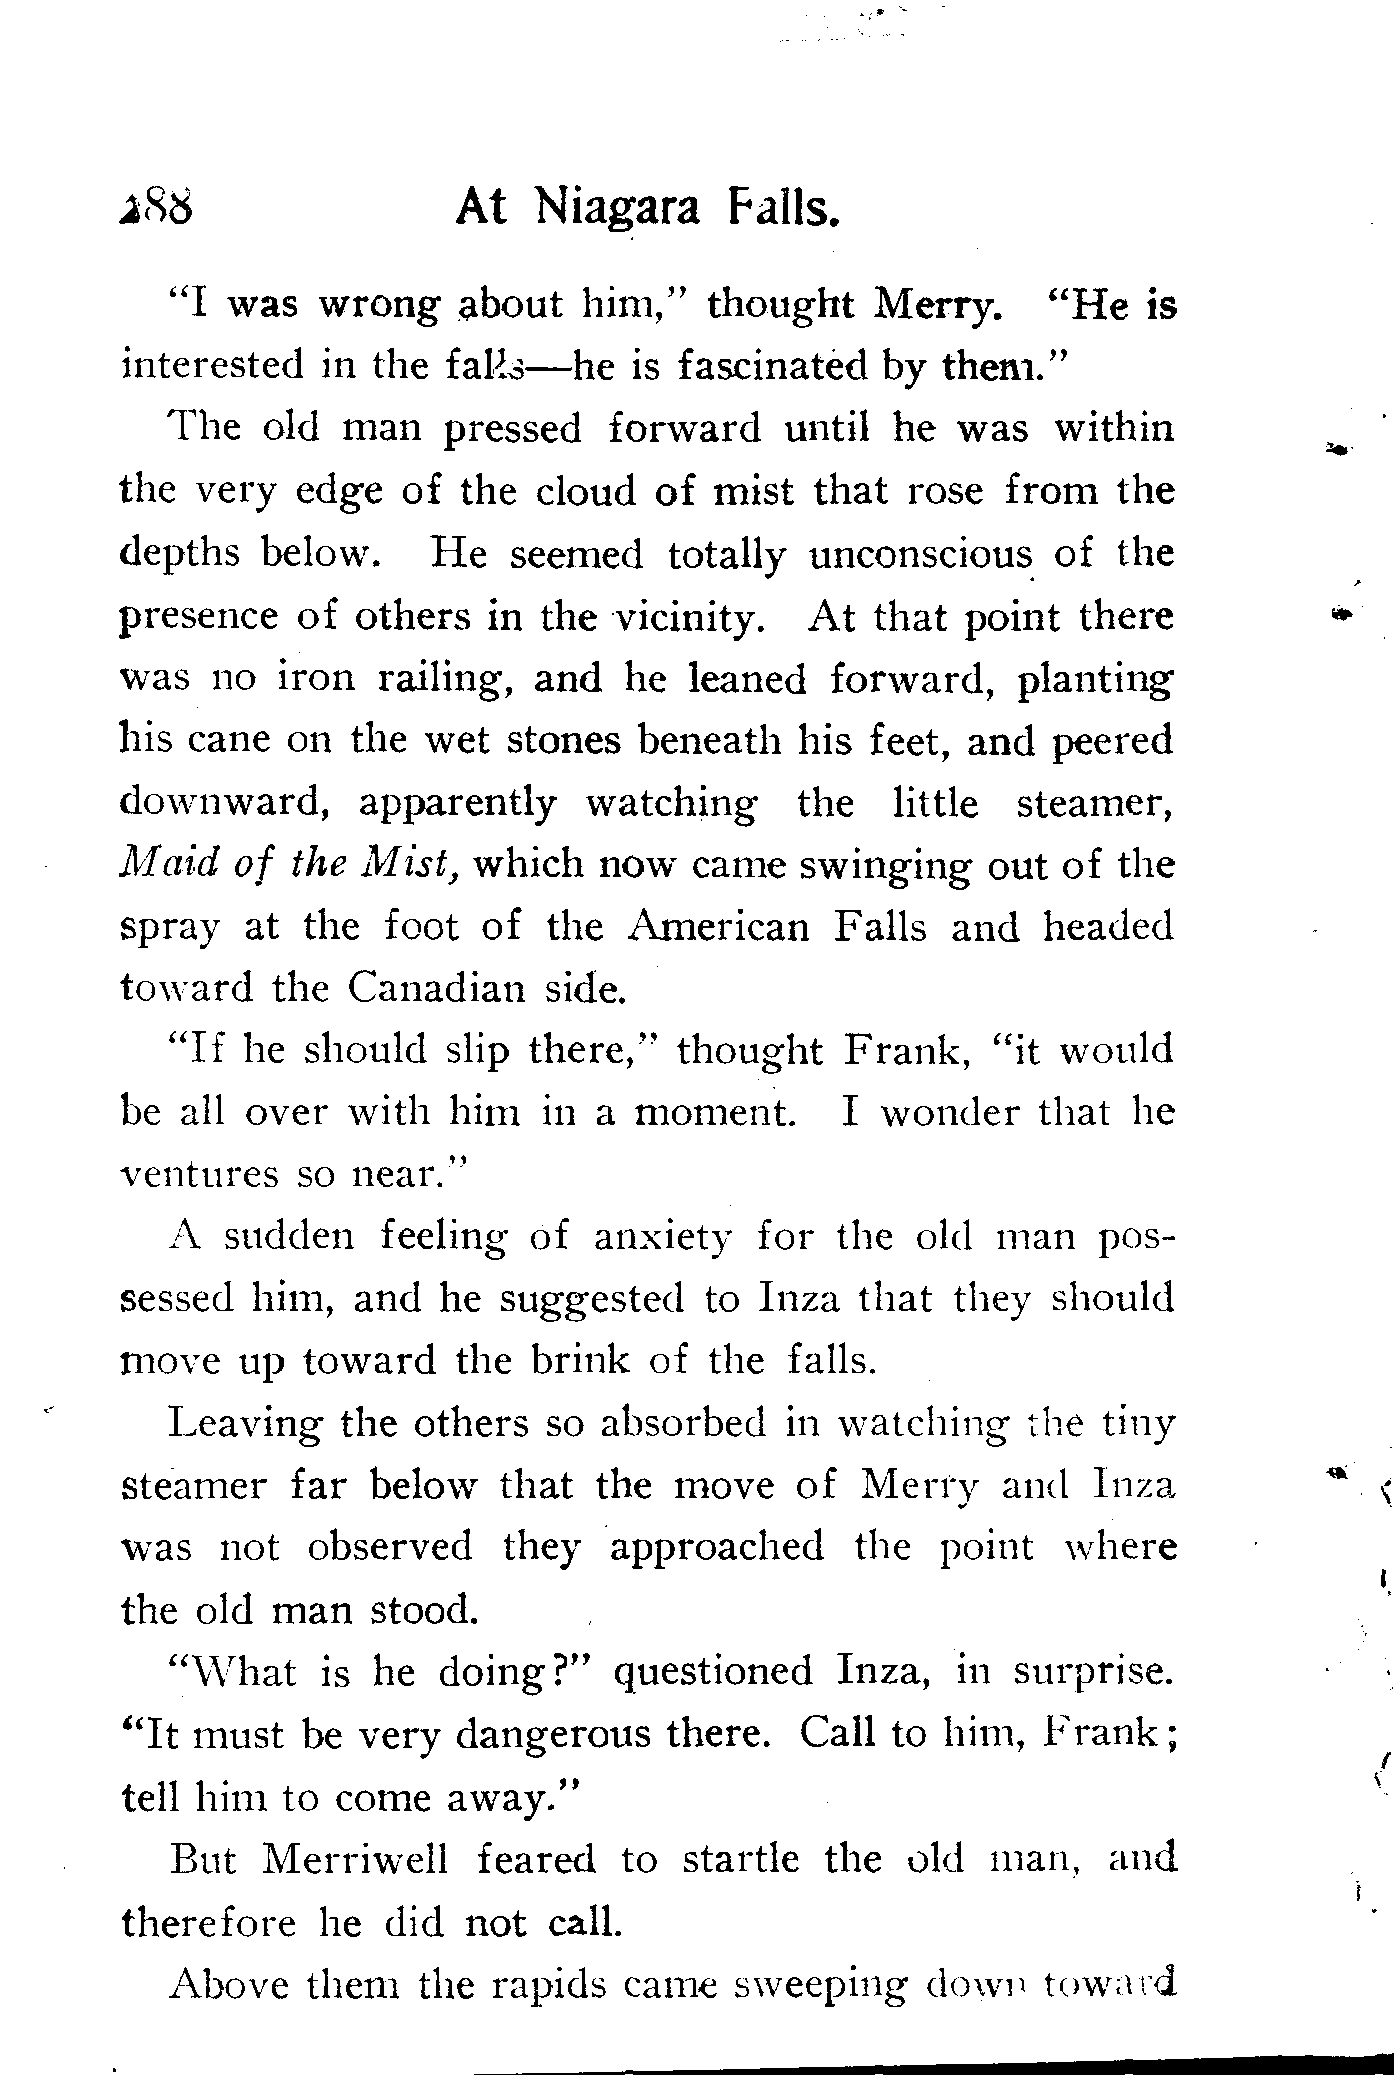 288 At Niagara Falls.
“I was wrong about him,” thought Merry. “He is
interested in the falls—he is fascinated by them.”
The old man pressed forward until he was within
the very edge of the cloud of mist that rose from the
depths below. He seemed totally unconscious of the
presence of others in the vicinity. At that point there
was no iron railing, and he leaned forward, planting
his cane on the wet stones beneath his feet, and peered
downward, apparently watching the little steamer,
Maid of the Mist, which now came swinging out of the
spray at the foot of the American Falls and headed
toward the Canadian side.
“If he should slip there,” thought Frank, “it would
be all over with him in a moment. I wonder that he
ventures so near.”
A sudden feeling of anxiety for the old man pos-
sessed him, and he suggested to Inza that they should
move up toward the brink of the falls.
Leaving the others so absorbed in watching the tiny
steamer far below that the move of Merry and Inza
was not observed they approached the point where
the old man stood.
“What is he doing?” questioned Inza, in surprise.
“It must be very dangerous there. Call to him, Frank;
tell him to come away.”
But Merriwell feared to startle the old man, and
therefore he did not call.
Above them the rapids came sweeping down toward